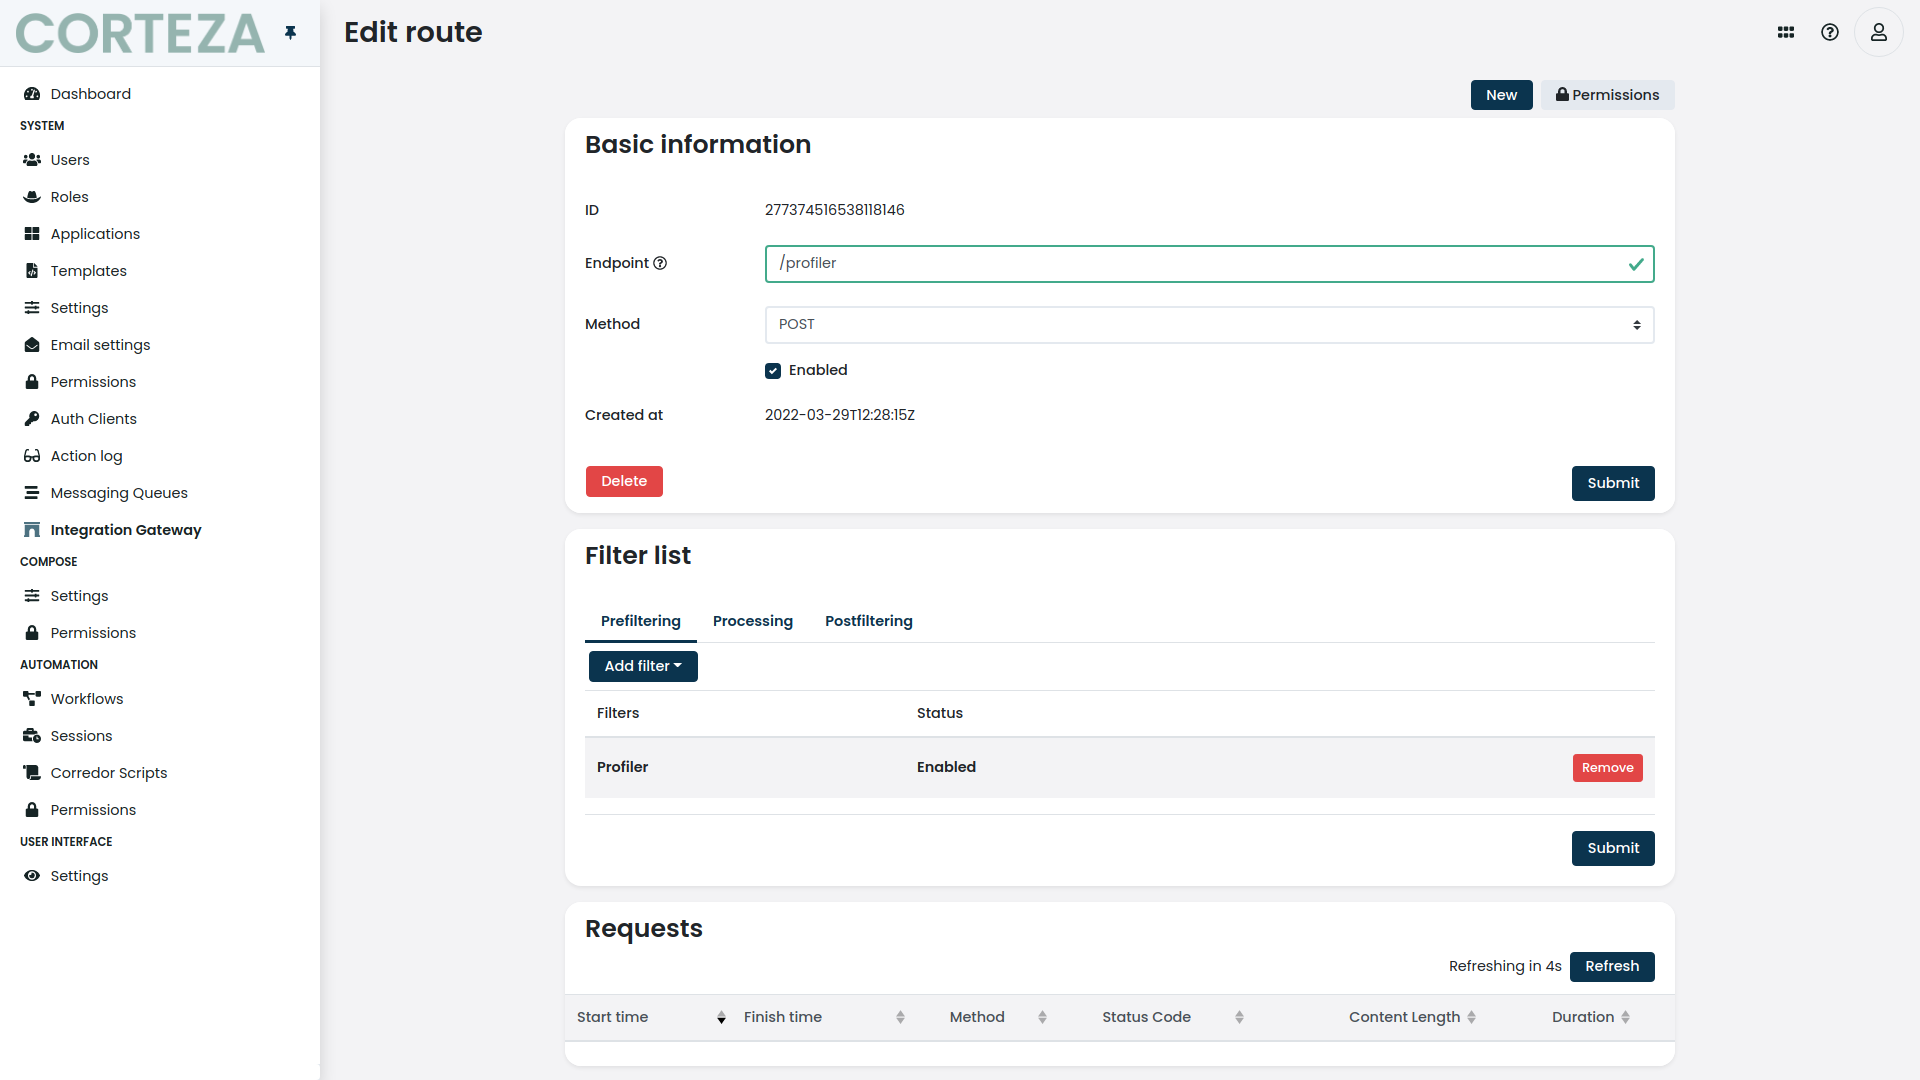 CORTEZA
Edit route
Dashboard
SYSTEM
Users
Roles
Applications
Templates
Settings
Email settings
Permissions
Auth Clients
Action log
Messaging Queues
Integration Gateway
COMPOSE
Settings
Permissions
AUTOMATION
Workflows
Sessions
Corredor Scripts
Permissions
USER INTERFACE
Settings
New
Permissions
Basic information
ID 277374516538118146
Endpoint /profiler
Method POST
Enabled
Created at 2022-03-29T12:28:15Z
Delete Submit
Filter list
Prefiltering Processing Postfiltering
Add filter
Filters Status
Profiler Enabled Remove
Submit
Requests
Refreshing in 4s Refresh
Start time Finish time Method Status Code Content Length Duration